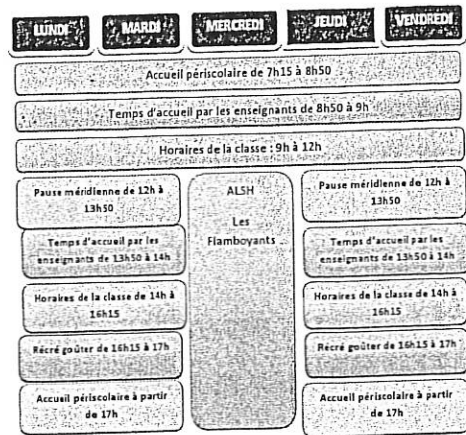 LUNDI MARDI MERCREDI JEUDI VENDREDI
Accueil périscolaire de 7h15 à 8h50
Temps d'accueil par les enseignants de 8h50 à 9h
Horaires de la classe : 9h à 12h
Pause méridienne de 12h à
13h50
Temps d'accueil par les
enseignants de 13h50 à 14h
Horaires de la classe de 14h à
16h15
Récré goûter de 16h15 à 17h
Accueil périscolaire à partir
de 17h
ALSH
Les
Flamboyants
Pause méridienne de 12h à
13h50
Temps d'accueil par les
enseignants de 13h50 à 14h
Horaires de la classe de 14h à
16h15
Récré goûter de 16h15 à 17h
Accueil périscolaire à partir
de 17h